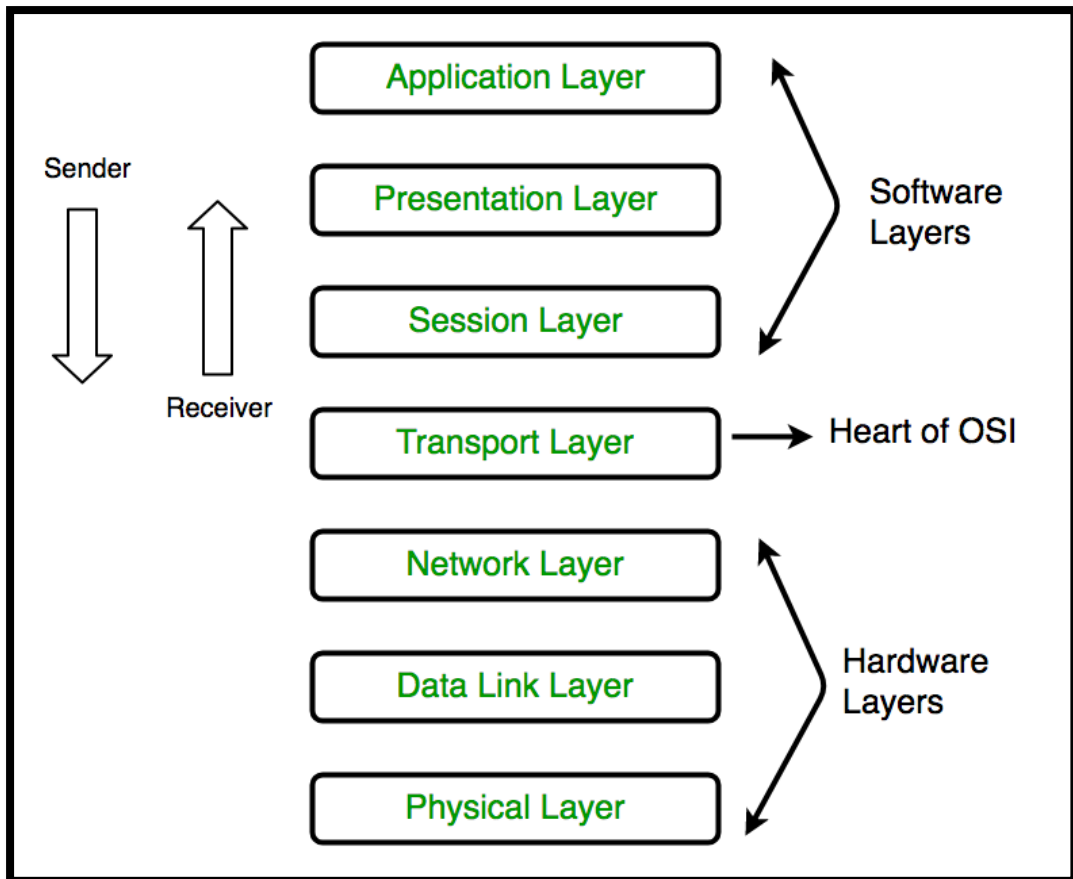 Application Layer
Sender
Presentation Layer
Software
Layers
Session Layer
Receiver
Transport Layer
Heart of OSI
Network Layer
Hardware
Layers
Data Link Layer
Physical Layer